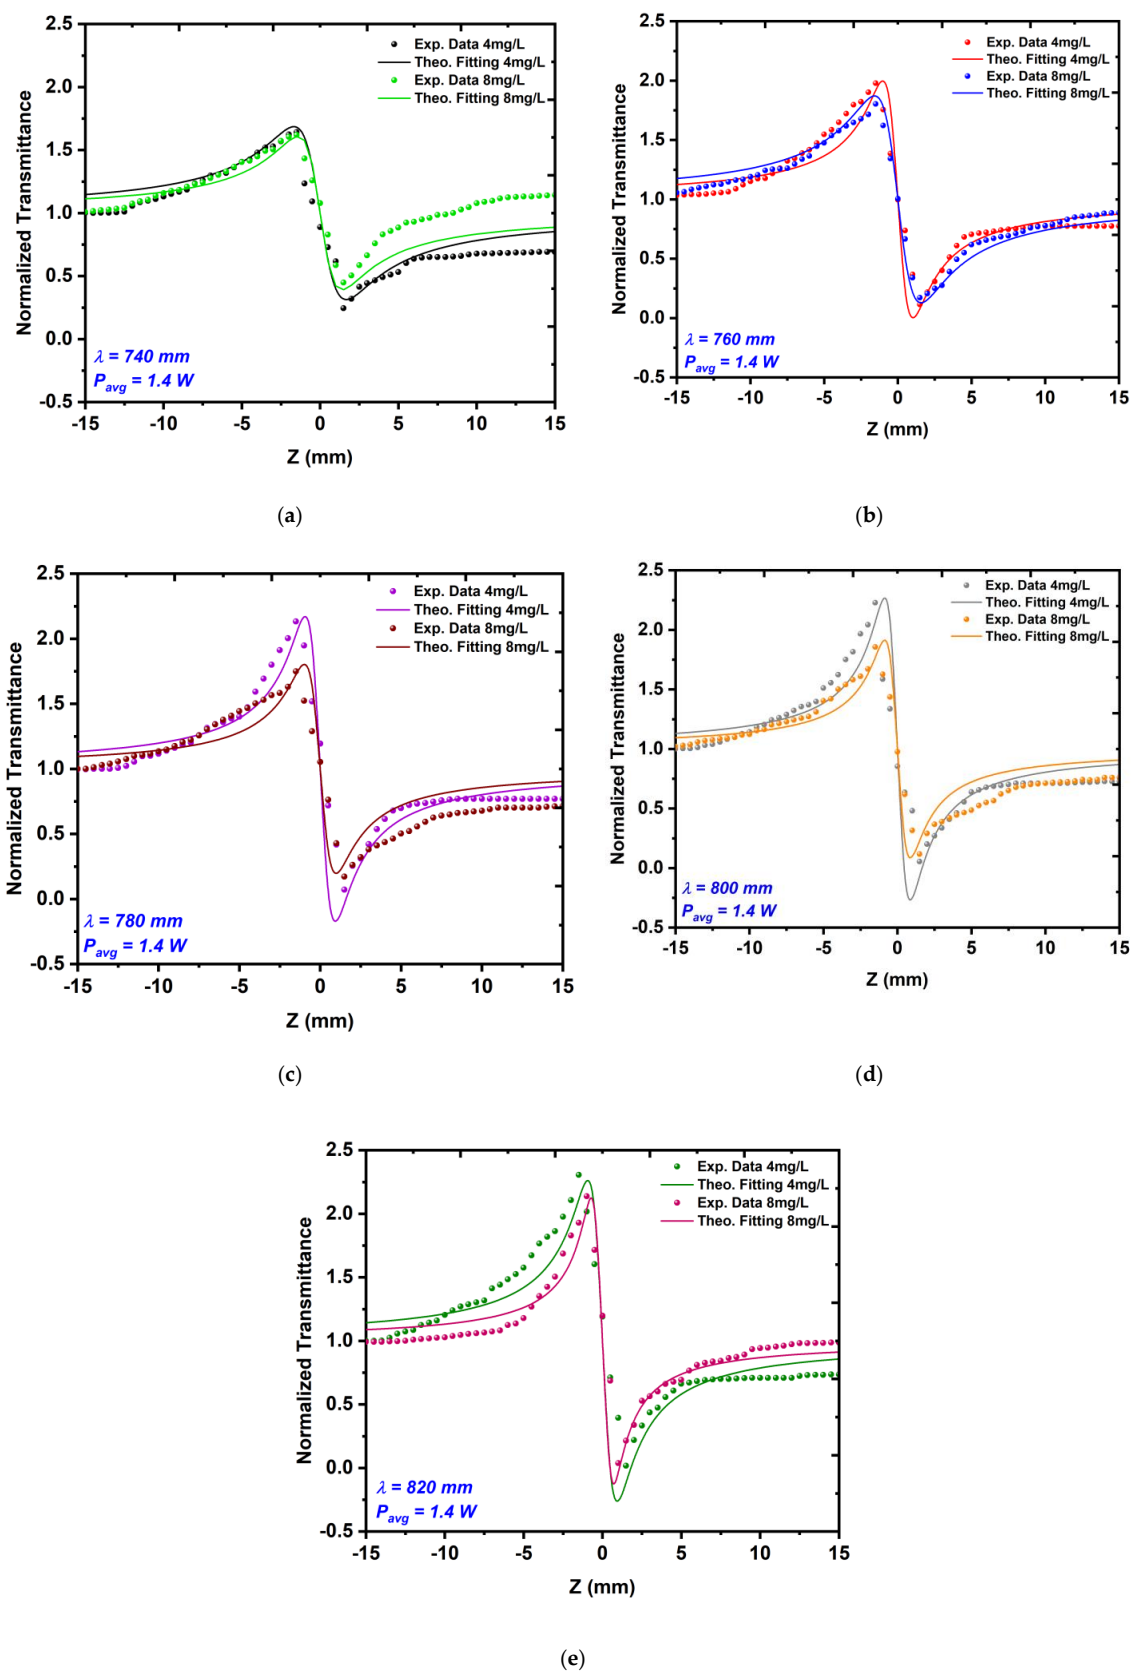 2.5
2.0
1.5
1.0
0.5
0.0
-0.5
Normalized Transmittance
Exp. Data 4mg/L
Theo. Fitting 4mg/L
Exp. Data 8mg/L
Theo. Fitting 8mg/L
λ = 740 mm
Pavg = 1.4 W
-15 -10 -5 0 5 10 15
Z (mm)
(a)
2.5
2.0
1.5
1.0
0.5
0.0
-0.5
Normalized Transmittance
Exp. Data 4mg/L
Theo. Fitting 4mg/L
Exp. Data 8mg/L
Theo. Fitting 8mg/L
λ = 760 mm
Pavg = 1.4 W
-15 -10 -5 0 5 10 15
Z (mm)
(b)
2.5
2.0
1.5
1.0
0.5
0.0
-0.5
Normalized Transmittance
Exp. Data 4mg/L
Theo. Fitting 4mg/L
Exp. Data 8mg/L
Theo. Fitting 8mg/L
λ = 780 mm
Pavg = 1.4 W
-15 -10 -5 0 5 10 15
Z (mm)
(c)
2.5
2.0
1.5
1.0
0.5
0.0
-0.5
Normalized Transmittance
Exp. Data 4mg/L
Theo. Fitting 4mg/L
Exp. Data 8mg/L
Theo. Fitting 8mg/L
λ = 800 mm
Pavg = 1.4 W
-15 -10 -5 0 5 10 15
Z (mm)
(d)
2.5
2.0
1.5
1.0
0.5
0.0
-0.5
Normalized Transmittance
Exp. Data 4mg/L
Theo. Fitting 4mg/L
Exp. Data 8mg/L
Theo. Fitting 8mg/L
λ = 820 mm
Pavg = 1.4 W
-15 -10 -5 0 5 10 15
Z (mm)
(e)